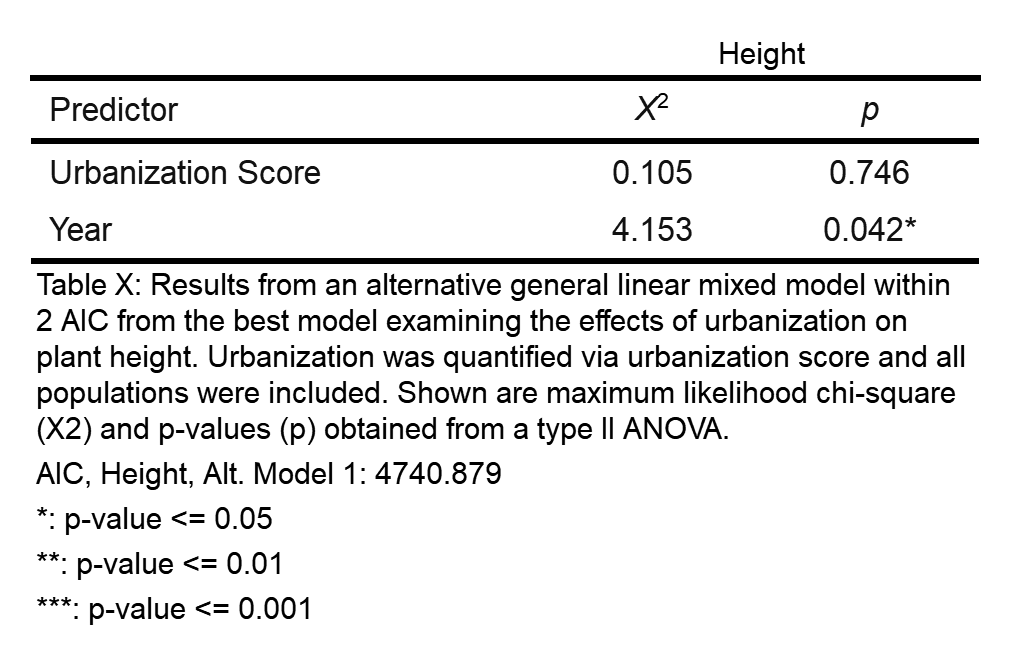 Height
Predictor X² p
Urbanization Score 0.105 0.746
Year 4.153 0.042*
Table X: Results from an alternative general linear mixed model within
2 AIC from the best model examining the effects of urbanization on
plant height. Urbanization was quantified via urbanization score and all
populations were included. Shown are maximum likelihood chi-square
(X2) and p-values (p) obtained from a type II ANOVA.
AIC, Height, Alt. Model 1: 4740.879
*: p-value <= 0.05
**: p-value <= 0.01
***: p-value <= 0.001